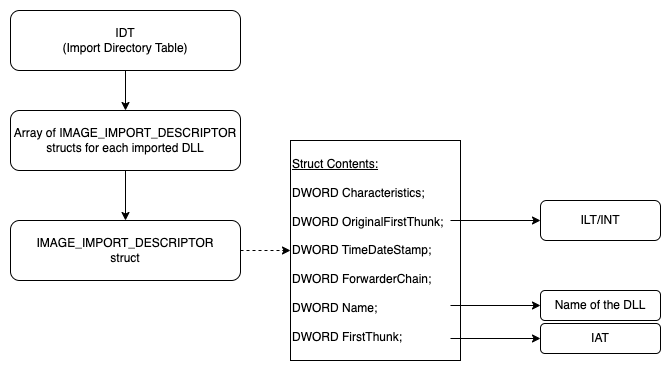 IDT
(Import Directory Table)
Array of IMAGE_IMPORT_DESCRIPTOR
structs for each imported DLL
IMAGE_IMPORT_DESCRIPTOR
struct
Struct Contents:
DWORD Characteristics;
DWORD OriginalFirstThunk;
DWORD TimeDateStamp;
DWORD ForwarderChain;
DWORD Name;
DWORD FirstThunk;
ILT/INT
Name of the DLL
IAT